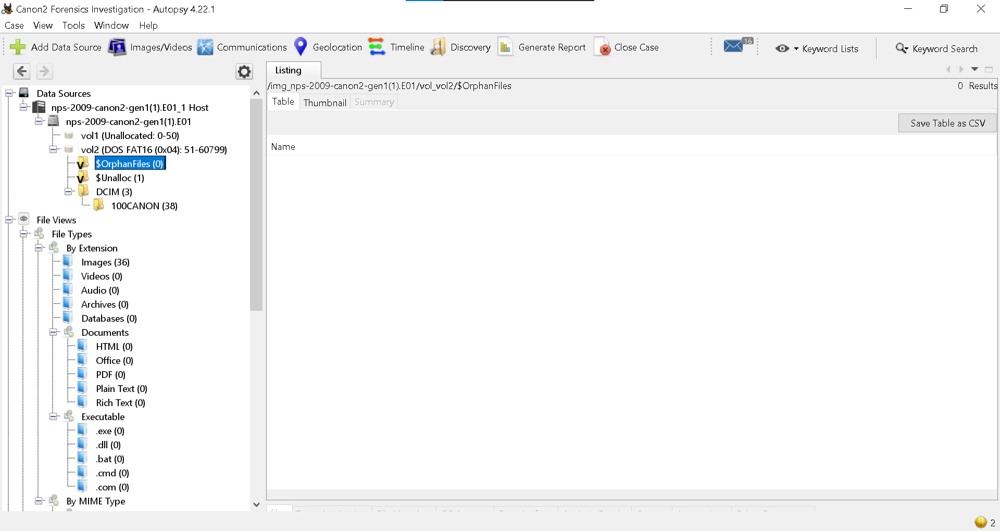 Canon2 Forensics Investigation - Autopsy 4.22.1
Case View Tools Window Help
Add Data Source Images/Videos Communications Geolocation Timeline Discovery Generate Report Close Case 16 Keyword Lists Keyword Search
Listing
/img_nps-2009-canon2-gen1(1).E01/vol_vol2/$OrphanFiles 0 Results
Table Thumbnail Summary
Save Table as CSV
Name
Data Sources
nps-2009-canon2-gen1(1).E01_1 Host
nps-2009-canon2-gen1(1).E01
vol1 (Unallocated: 0-50)
vol2 (DOS FAT16 (0x04): 51-60799)
$OrphanFiles (0)
$Unalloc (1)
DCIM (3)
100CANON (38)
File Views
File Types
By Extension
Images (36)
Videos (0)
Audio (0)
Archives (0)
Databases (0)
Documents
HTML (0)
Office (0)
PDF (0)
Plain Text (0)
Rich Text (0)
Executable
.exe (0)
.dll (0)
.bat (0)
.cmd (0)
.com (0)
By MIME Type
2